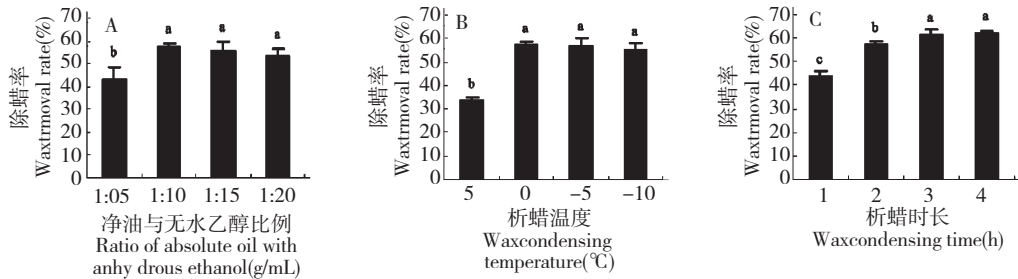 A
除蜡率
Waxtrmoval rate(%)
70
60
50
40
30
20
10
0
b
a
a
a
1:05 1:10 1:15 1:20
净油与无水乙醇比例
Ratio of absolute oil with
anhy drous ethanol(g/mL)
B
除蜡率
Waxtrmoval rate(%)
70
60
50
40
30
20
10
0
b
a
a
a
5 0 -5 -10
析蜡温度
Waxcondensing
temperature(℃)
C
除蜡率
Waxtrmoval rate(%)
70
60
50
40
30
20
10
0
c
b
a
a
1 2 3 4
析蜡时长
Waxcondensing time(h)